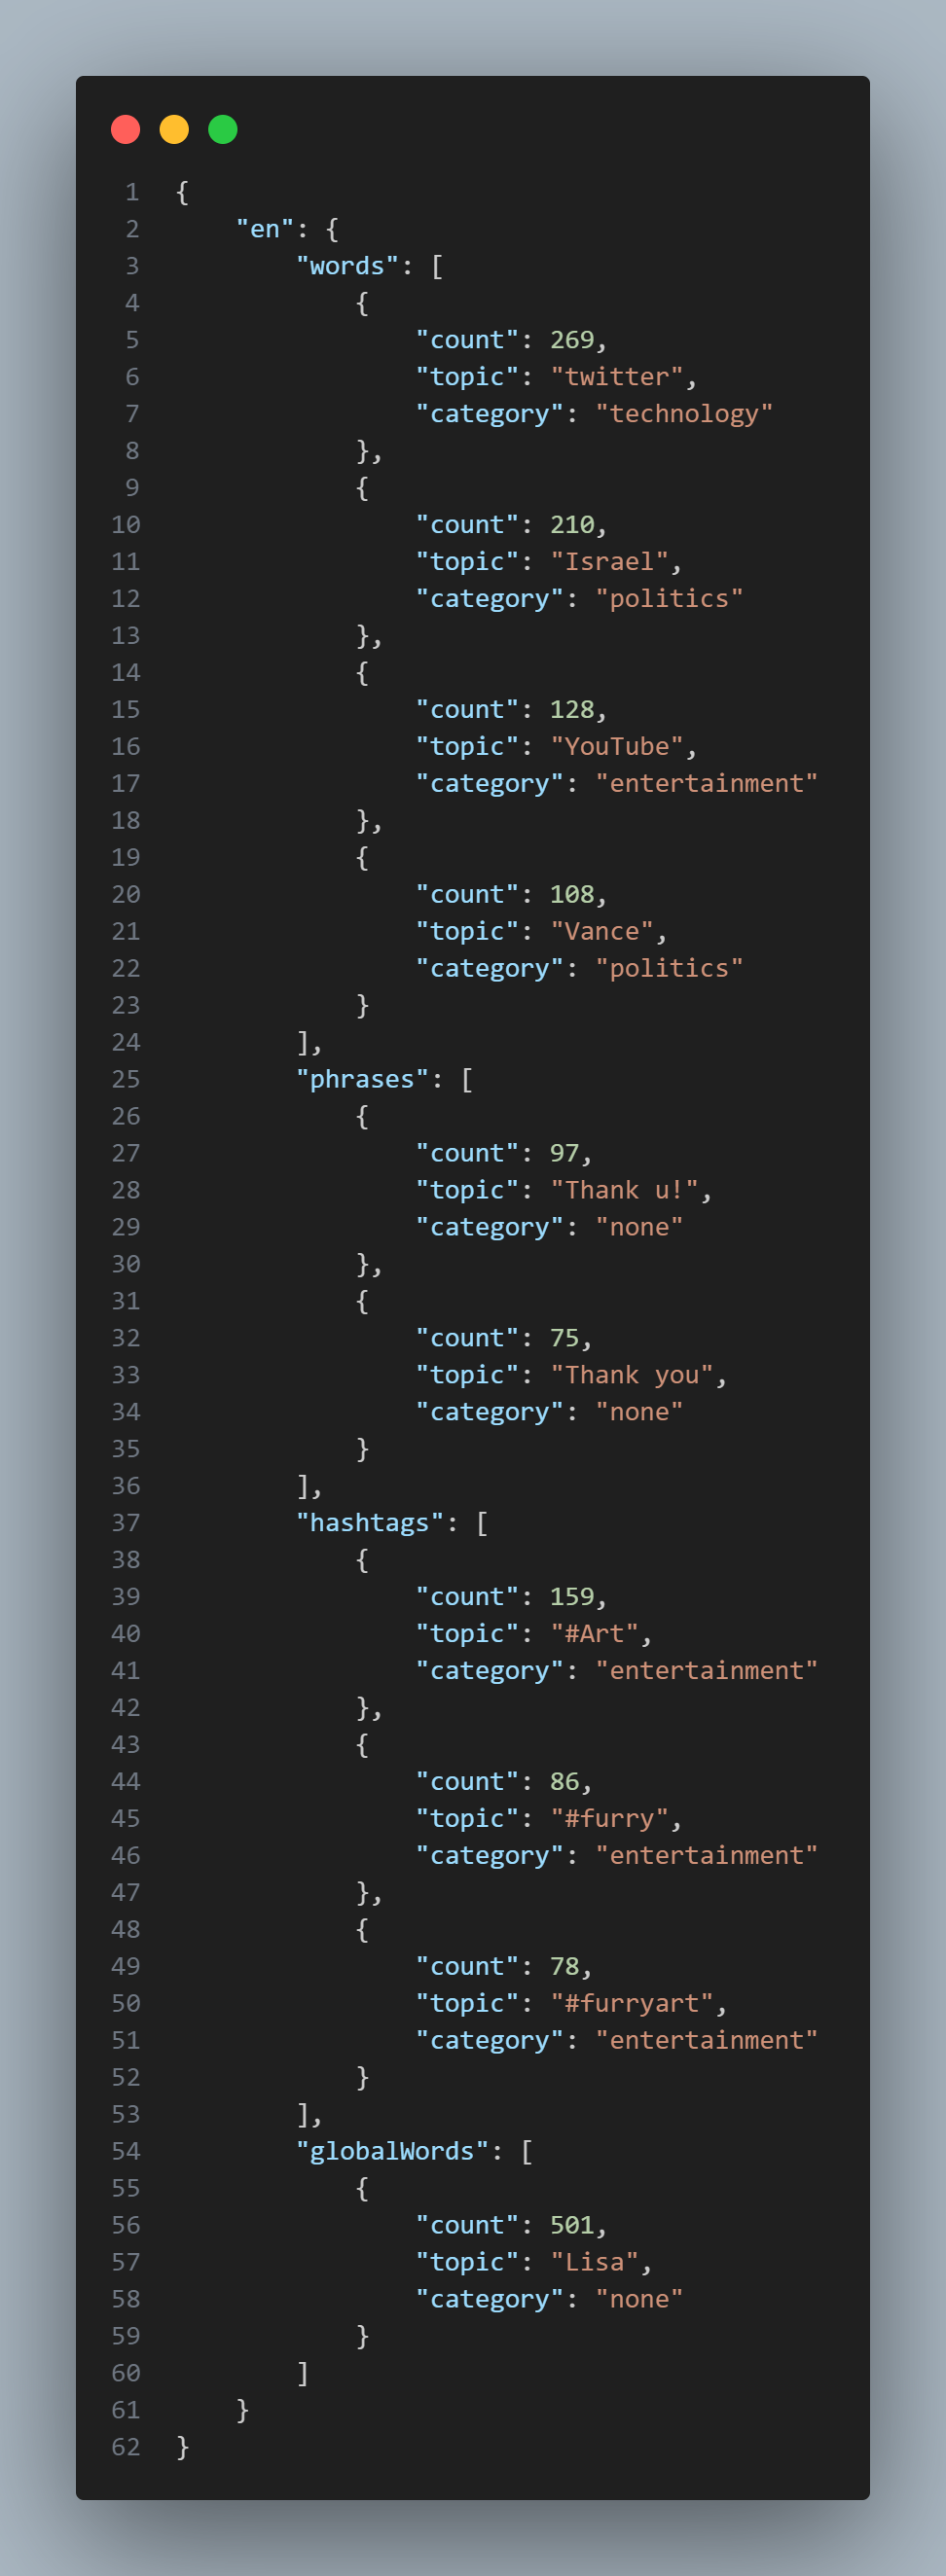 1 {
2     "en": {
3         "words": [
4             {
5                 "count": 269,
6                 "topic": "twitter",
7                 "category": "technology"
8             },
9             {
10                 "count": 210,
11                 "topic": "Israel",
12                 "category": "politics"
13             },
14             {
15                 "count": 128,
16                 "topic": "YouTube",
17                 "category": "entertainment"
18             },
19             {
20                 "count": 108,
21                 "topic": "Vance",
22                 "category": "politics"
23             }
24         ],
25         "phrases": [
26             {
27                 "count": 97,
28                 "topic": "Thank u!",
29                 "category": "none"
30             },
31             {
32                 "count": 75,
33                 "topic": "Thank you",
34                 "category": "none"
35             }
36         ],
37         "hashtags": [
38             {
39                 "count": 159,
40                 "topic": "#Art",
41                 "category": "entertainment"
42             },
43             {
44                 "count": 86,
45                 "topic": "#furry",
46                 "category": "entertainment"
47             },
48             {
49                 "count": 78,
50                 "topic": "#furryart",
51                 "category": "entertainment"
52             }
53         ],
54         "globalWords": [
55             {
56                 "count": 501,
57                 "topic": "Lisa",
58                 "category": "none"
59             }
60         ]
61     }
62 }